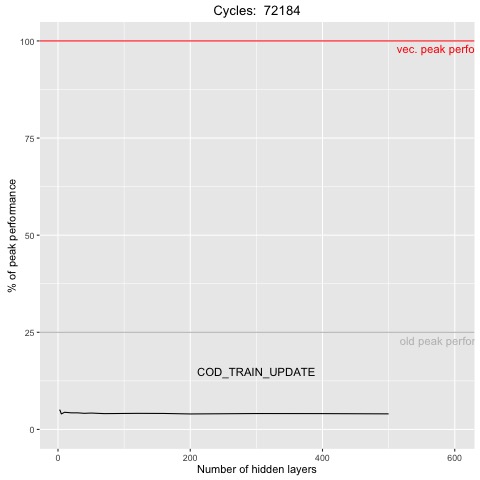 Cycles: 72184
100
vec. peak perfo
75
% of peak performance
50
25
old peak perfor
COD_TRAIN_UPDATE
0
0 200 400 600
Number of hidden layers